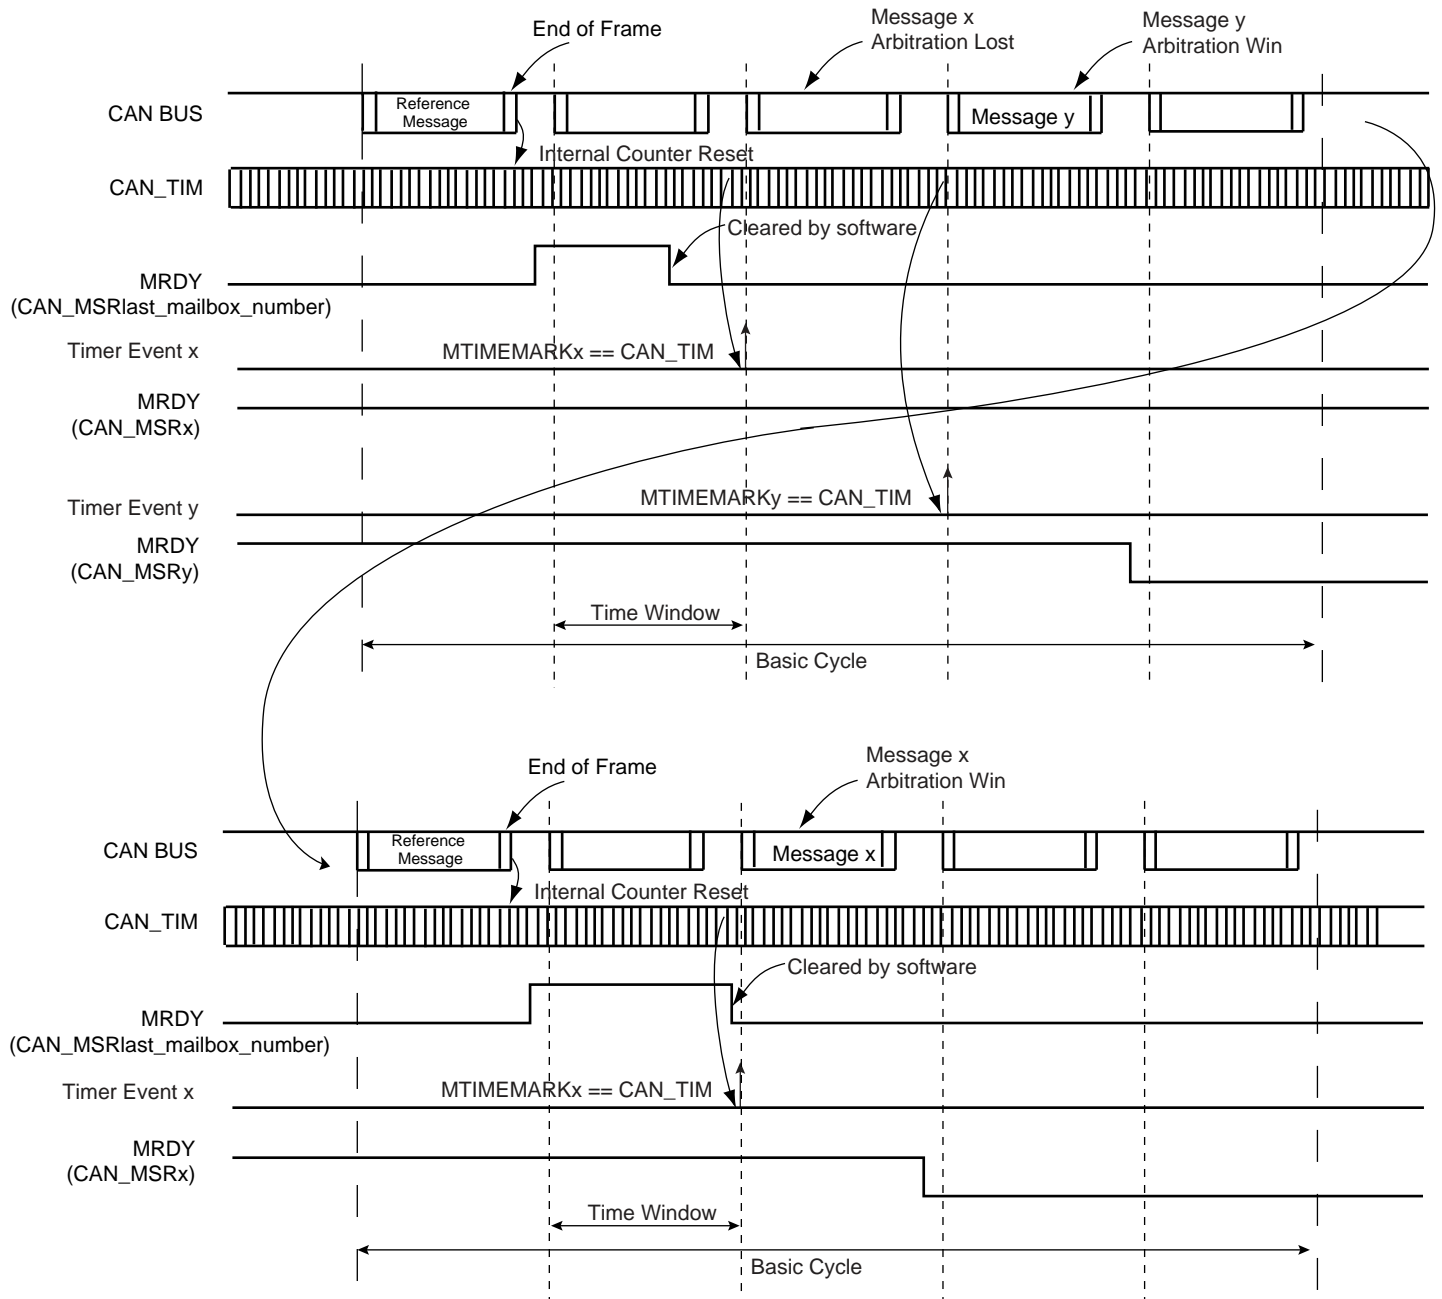 End of Frame
Message x
Arbitration Lost
Message y
Arbitration Win
CAN BUS
Reference
Message
Message y
Internal Counter Reset
CAN_TIM
Cleared by software
MRDY
(CAN_MSRlast_mailbox_number)
Timer Event x
MTIMEMARKx == CAN_TIM
MRDY
(CAN_MSRx)
Timer Event y
MTIMEMARKy == CAN_TIM
MRDY
(CAN_MSRy)
Time Window
Basic Cycle
End of Frame
Message x
Arbitration Win
CAN BUS
Reference
Message
Message x
Internal Counter Reset
CAN_TIM
Cleared by software
MRDY
(CAN_MSRlast_mailbox_number)
Timer Event x
MTIMEMARKx == CAN_TIM
MRDY
(CAN_MSRx)
Time Window
Basic Cycle